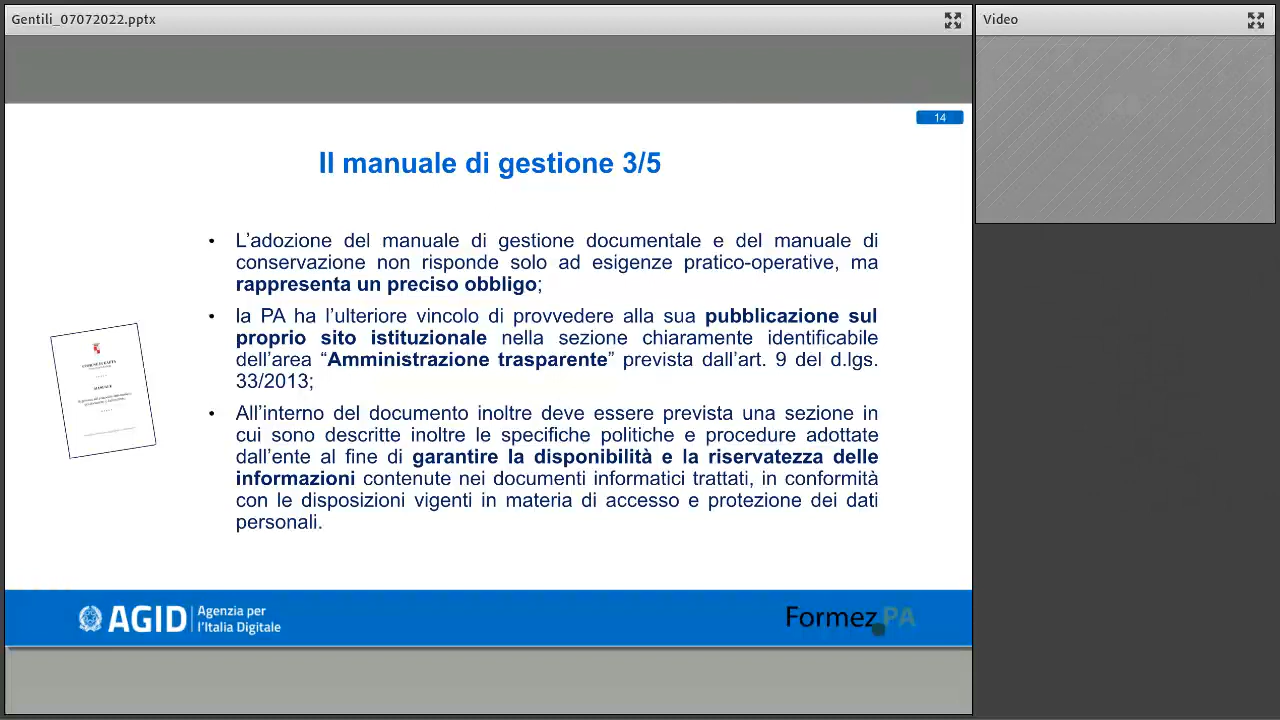 Gentili_07072022.pptx
Video
14
Il manuale di gestione 3/5
• L’adozione del manuale di gestione documentale e del manuale di
conservazione non risponde solo ad esigenze pratico-operative, ma
rappresenta un preciso obbligo;
• la PA ha l’ulteriore vincolo di provvedere alla sua pubblicazione sul
proprio sito istituzionale nella sezione chiaramente identificabile
dell’area “Amministrazione trasparente” prevista dall’art. 9 del d.lgs.
33/2013;
• All’interno del documento inoltre deve essere prevista una sezione in
cui sono descritte inoltre le specifiche politiche e procedure adottate
dall’ente al fine di garantire la disponibilità e la riservatezza delle
informazioni contenute nei documenti informatici trattati, in conformità
con le disposizioni vigenti in materia di accesso e protezione dei dati
personali.
MANUALE
AGID
Agenzia per
l’Italia Digitale
Formez PA